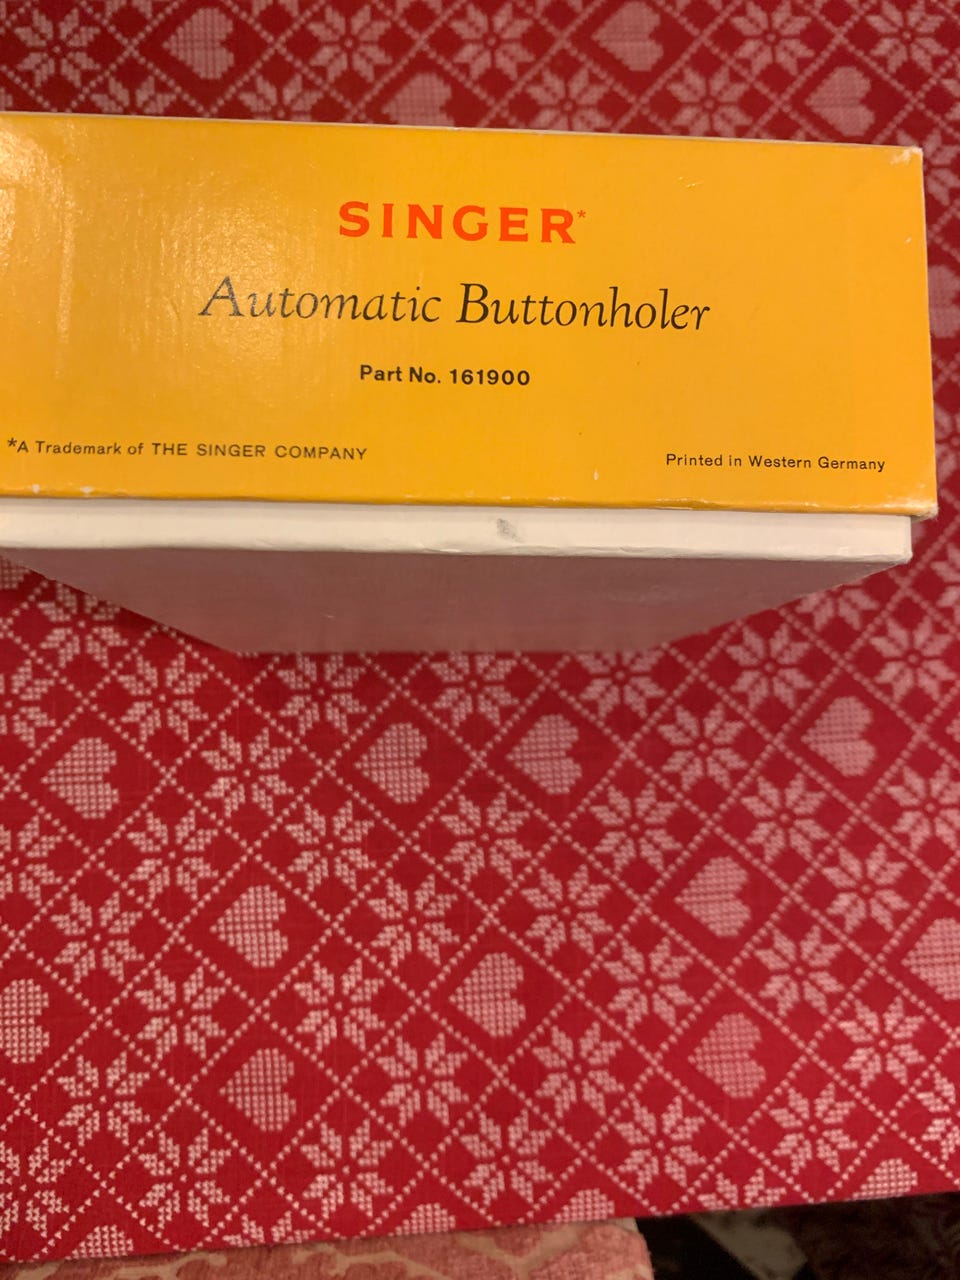 SINGER*
Automatic Buttonholer
Part No. 161900
*A Trademark of THE SINGER COMPANY
Printed in Western Germany